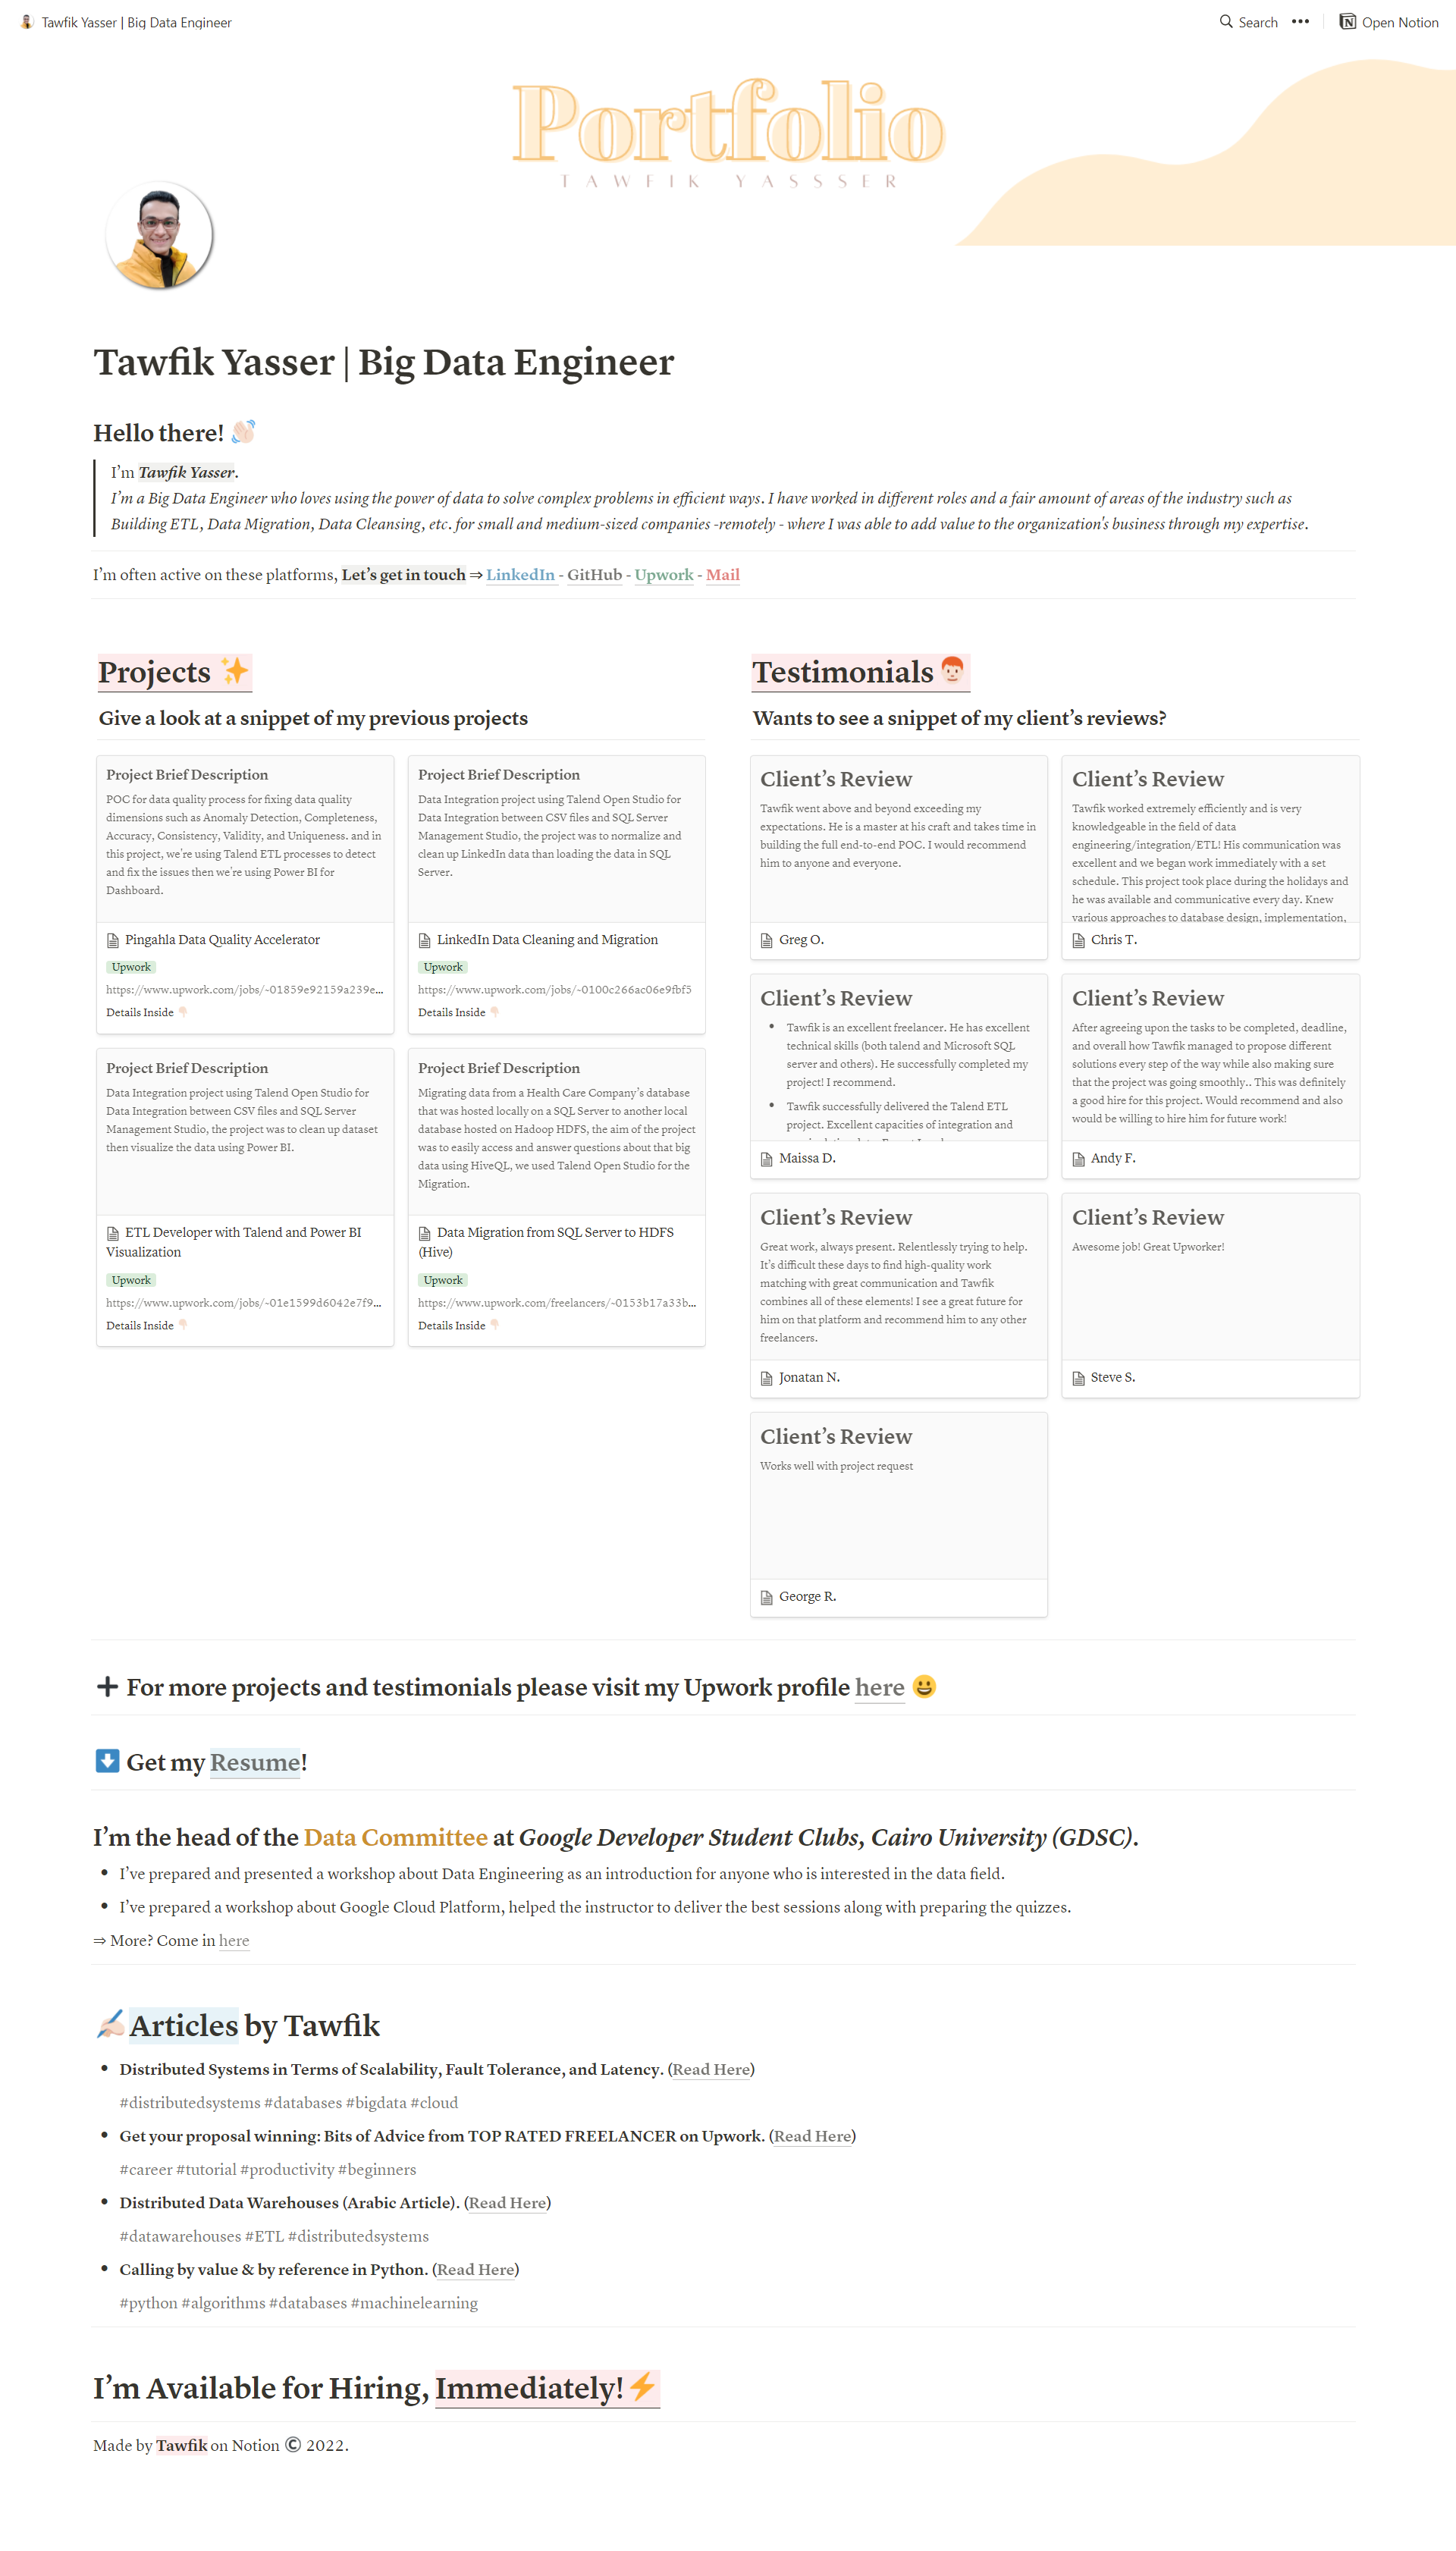 Tawfik Yasser | Big Data Engineer
Search
Open Notion
Portfolio
TAWFIK YASSSER
Tawfik Yasser | Big Data Engineer
Hello there! 👋🏻
I’m Tawfik Yasser.
I’m a Big Data Engineer who loves using the power of data to solve complex problems in efficient ways. I have worked in different roles and a fair amount of areas of the industry such as
Building ETL, Data Migration, Data Cleansing, etc. for small and medium-sized companies -remotely - where I was able to add value to the organization's business through my expertise.
I’m often active on these platforms, Let’s get in touch ⇒ LinkedIn - GitHub - Upwork - Mail
Projects ✨
Give a look at a snippet of my previous projects
Project Brief Description
POC for data quality process for fixing data quality
dimensions such as Anomaly Detection, Completeness,
Accuracy, Consistency, Validity, and Uniqueness. and in
this project, we're using Talend ETL processes to detect
and fix the issues then we're using Power BI for
Dashboard.
Pingahla Data Quality Accelerator
Upwork
https://www.upwork.com/jobs/~01859e92159a239e...
Details Inside 👇🏻
Project Brief Description
Data Integration project using Talend Open Studio for
Data Integration between CSV files and SQL Server
Management Studio, the project was to normalize and
clean up LinkedIn data than loading the data in SQL
Server.
LinkedIn Data Cleaning and Migration
Upwork
https://www.upwork.com/jobs/~0100c266ac06e9fbf5
Details Inside 👇🏻
Project Brief Description
Data Integration project using Talend Open Studio for
Data Integration between CSV files and SQL Server
Management Studio, the project was to clean up dataset
then visualize the data using Power BI.
ETL Developer with Talend and Power BI
Visualization
Upwork
https://www.upwork.com/jobs/~01e1599d6042e7f9...
Details Inside 👇🏻
Project Brief Description
Migrating data from a Health Care Company’s database
that was hosted locally on a SQL Server to another local
database hosted on Hadoop HDFS, the aim of the project
was to easily access and answer questions about that big
data using HiveQL, we used Talend Open Studio for the
Migration.
Data Migration from SQL Server to HDFS
(Hive)
Upwork
https://www.upwork.com/freelancers/~0153b17a33b...
Details Inside 👇🏻
Testimonials 👨🏻‍🦰
Wants to see a snippet of my client’s reviews?
Client’s Review
Tawfik went above and beyond exceeding my
expectations. He is a master at his craft and takes time in
building the full end-to-end POC. I would recommend
him to anyone and everyone.
Greg O.
Client’s Review
Tawfik worked extremely efficiently and is very
knowledgeable in the field of data
engineering/integration/ETL! His communication was
excellent and we began work immediately with a set
schedule. This project took place during the holidays and
he was available and communicative every day. Knew
various approaches to database design, implementation,
Chris T.
Client’s Review
• Tawfik is an excellent freelancer. He has excellent
technical skills (both talend and Microsoft SQL
server and others). He successfully completed my
project! I recommend.
• Tawfik successfully delivered the Talend ETL
project. Excellent capacities of integration and
Maissa D.
Client’s Review
After agreeing upon the tasks to be completed, deadline,
and overall how Tawfik managed to propose different
solutions every step of the way while also making sure
that the project was going smoothly.. This was definitely
a good hire for this project. Would recommend and also
would be willing to hire him for future work!
Andy F.
Client’s Review
Great work, always present. Relentlessly trying to help.
It’s difficult these days to find high-quality work
matching with great communication and Tawfik
combines all of these elements! I see a great future for
him on that platform and recommend him to any other
freelancers.
Jonatan N.
Client’s Review
Awesome job! Great Upworker!
Steve S.
Client’s Review
Works well with project request
George R.
➕ For more projects and testimonials please visit my Upwork profile here 😀
⬇️ Get my Resume!
I’m the head of the Data Committee at Google Developer Student Clubs, Cairo University (GDSC).
• I’ve prepared and presented a workshop about Data Engineering as an introduction for anyone who is interested in the data field.
• I’ve prepared a workshop about Google Cloud Platform, helped the instructor to deliver the best sessions along with preparing the quizzes.
⇒ More? Come in here
✍🏻Articles by Tawfik
• Distributed Systems in Terms of Scalability, Fault Tolerance, and Latency. (Read Here)
#distributedsystems #databases #bigdata #cloud
• Get your proposal winning: Bits of Advice from TOP RATED FREELANCER on Upwork. (Read Here)
#career #tutorial #productivity #beginners
• Distributed Data Warehouses (Arabic Article). (Read Here)
#datawarehouses #ETL #distributedsystems
• Calling by value & by reference in Python. (Read Here)
#python #algorithms #databases #machinelearning
I’m Available for Hiring, Immediately!⚡
Made by Tawfik on Notion ©️ 2022.